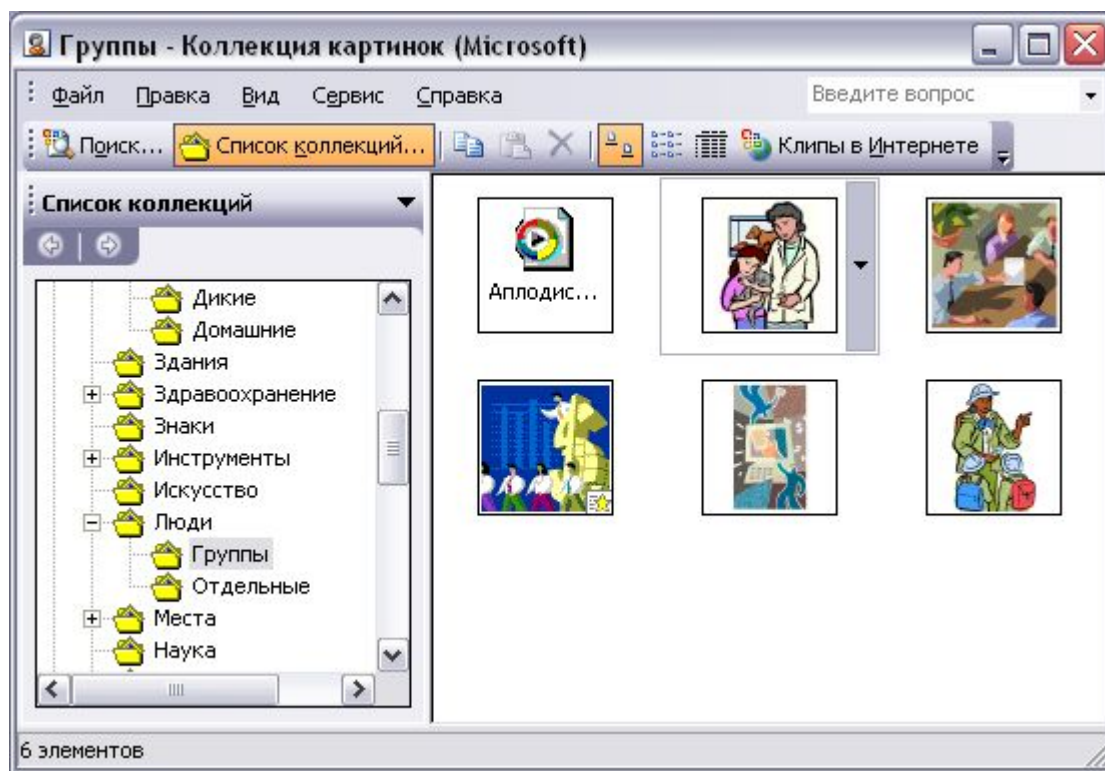 Группы - Коллекция картинок (Microsoft)
Файл Правка Вид Сервис Справка Введите вопрос
Поиск... Список коллекций... Клипы в Интернете
Список коллекций
Аплодис...
Дикие
Домашние
Здания
Здравоохранение
Знаки
Инструменты
Искусство
Люди
Группы
Отдельные
Места
Наука
6 элементов